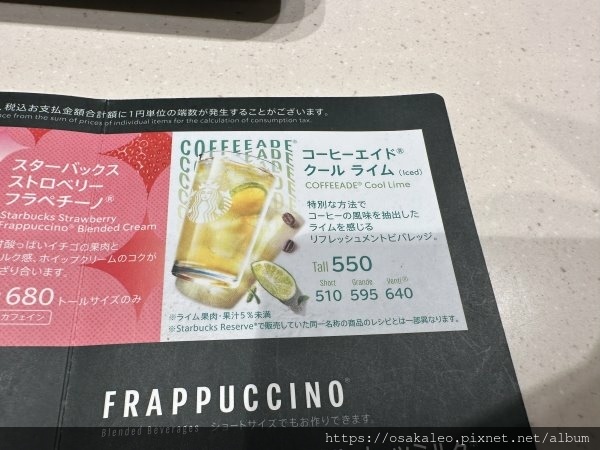 税込お支払金額合計額に1円単位の端数が発生することがございます。
from the sum of prices of individual items for the calculation of consumption tax.
スターバックス
ストロベリー
フラペチーノ®
Starbucks Strawberry
Frappuccino® Blended Cream
酸っぱいイチゴの果肉と
ルク感、ホイップクリームのコクが
ざり合います。
680 トールサイズのみ
カフェイン
COFFEEADE®
コーヒーエイド®
クール ライム (Iced)
COFFEEADE® Cool Lime
特別な方法で
コーヒーの風味を抽出した
ライムを感じる
リフレッシュメントビバレッジ。
Tall 550
Short Grande Venti®
510 595 640
※ライム果肉・果汁5%未満
※Starbucks Reserve®で販売していた同一名称の商品のレシピとは一部異なります。
FRAPPUCCINO®
Blended Beverages ショートサイズでもお作りできます。
https://osakaleo.pixnet.net/album